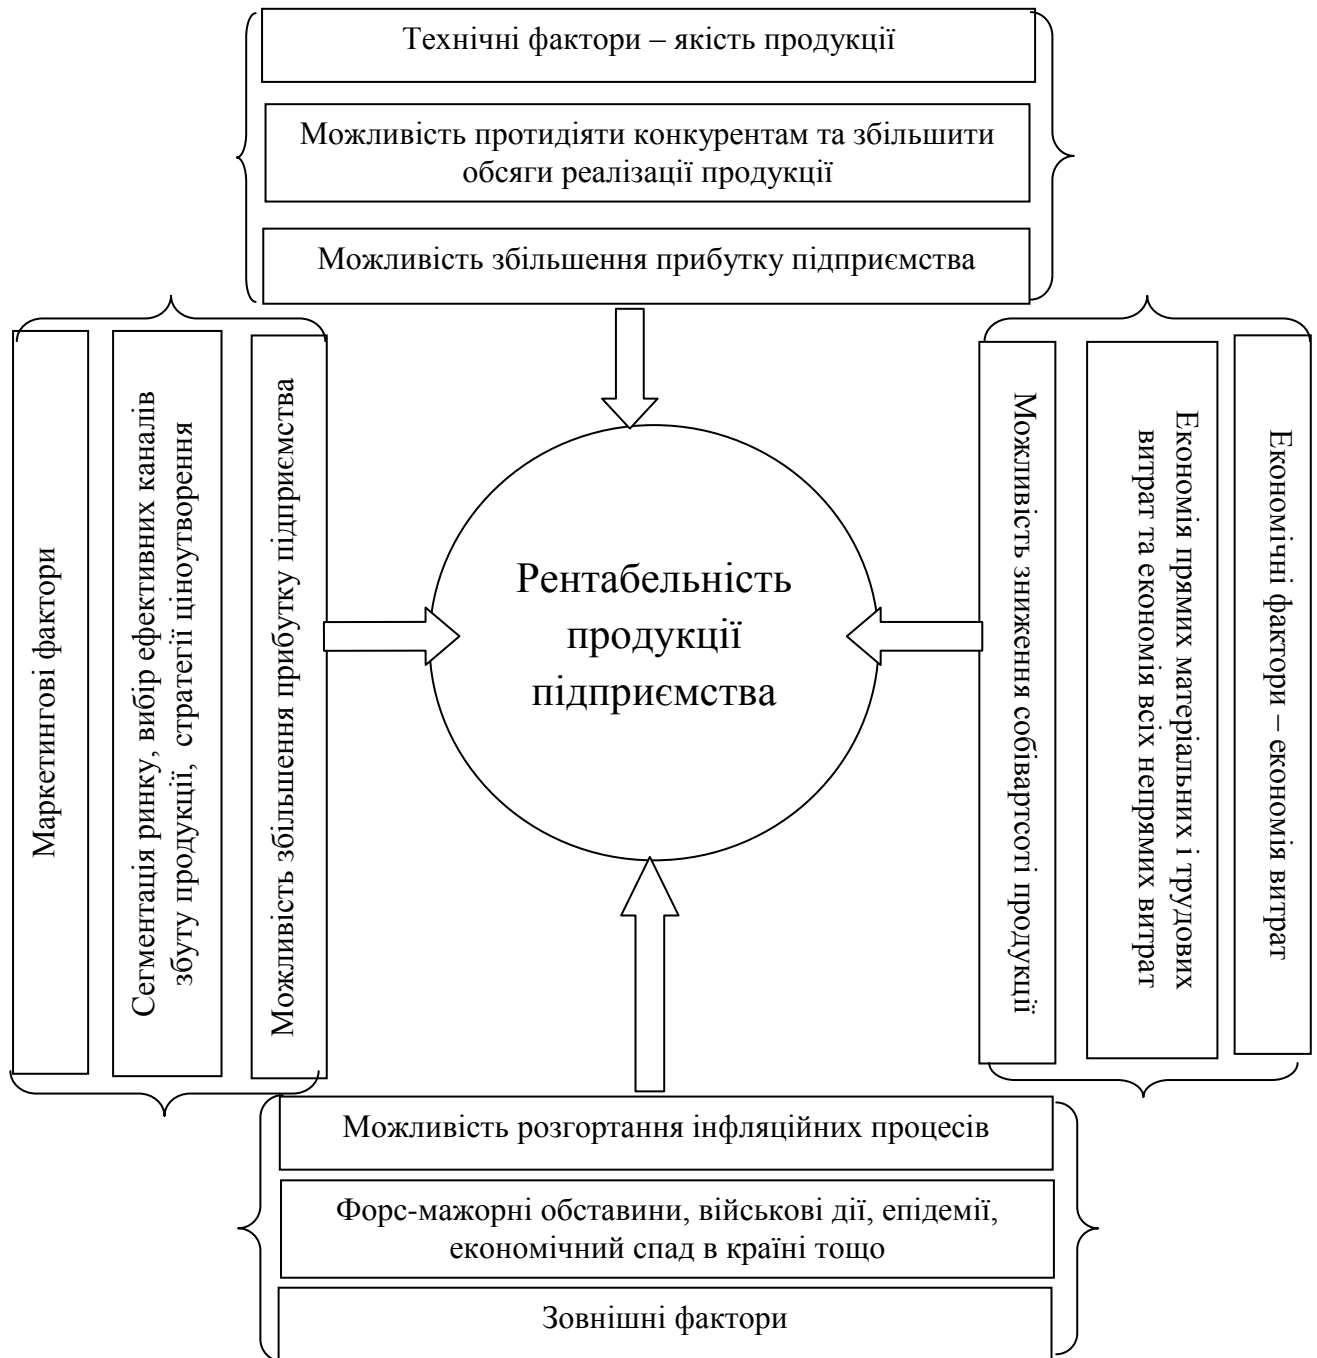 Технічні фактори – якість продукції
Можливість протидіяти конкурентам та збільшити
обсяги реалізації продукції
Можливість збільшення прибутку підприємства
Маркетингові фактори
Сегментація ринку, вибір ефективних каналів
збуту продукції, стратегії ціноутворення
Можливість збільшення прибутку підприємства
Рентабельність
продукції
підприємства
Можливість зниження собівартсоті продукції
Економія прямих матеріальних і трудових
витрат та економія всіх непрямих витрат
Економічні фактори – економія витрат
Можливість розгортання інфляційних процесів
Форс-мажорні обставини, військові дії, епідемії,
економічний спад в країні тощо
Зовнішні фактори